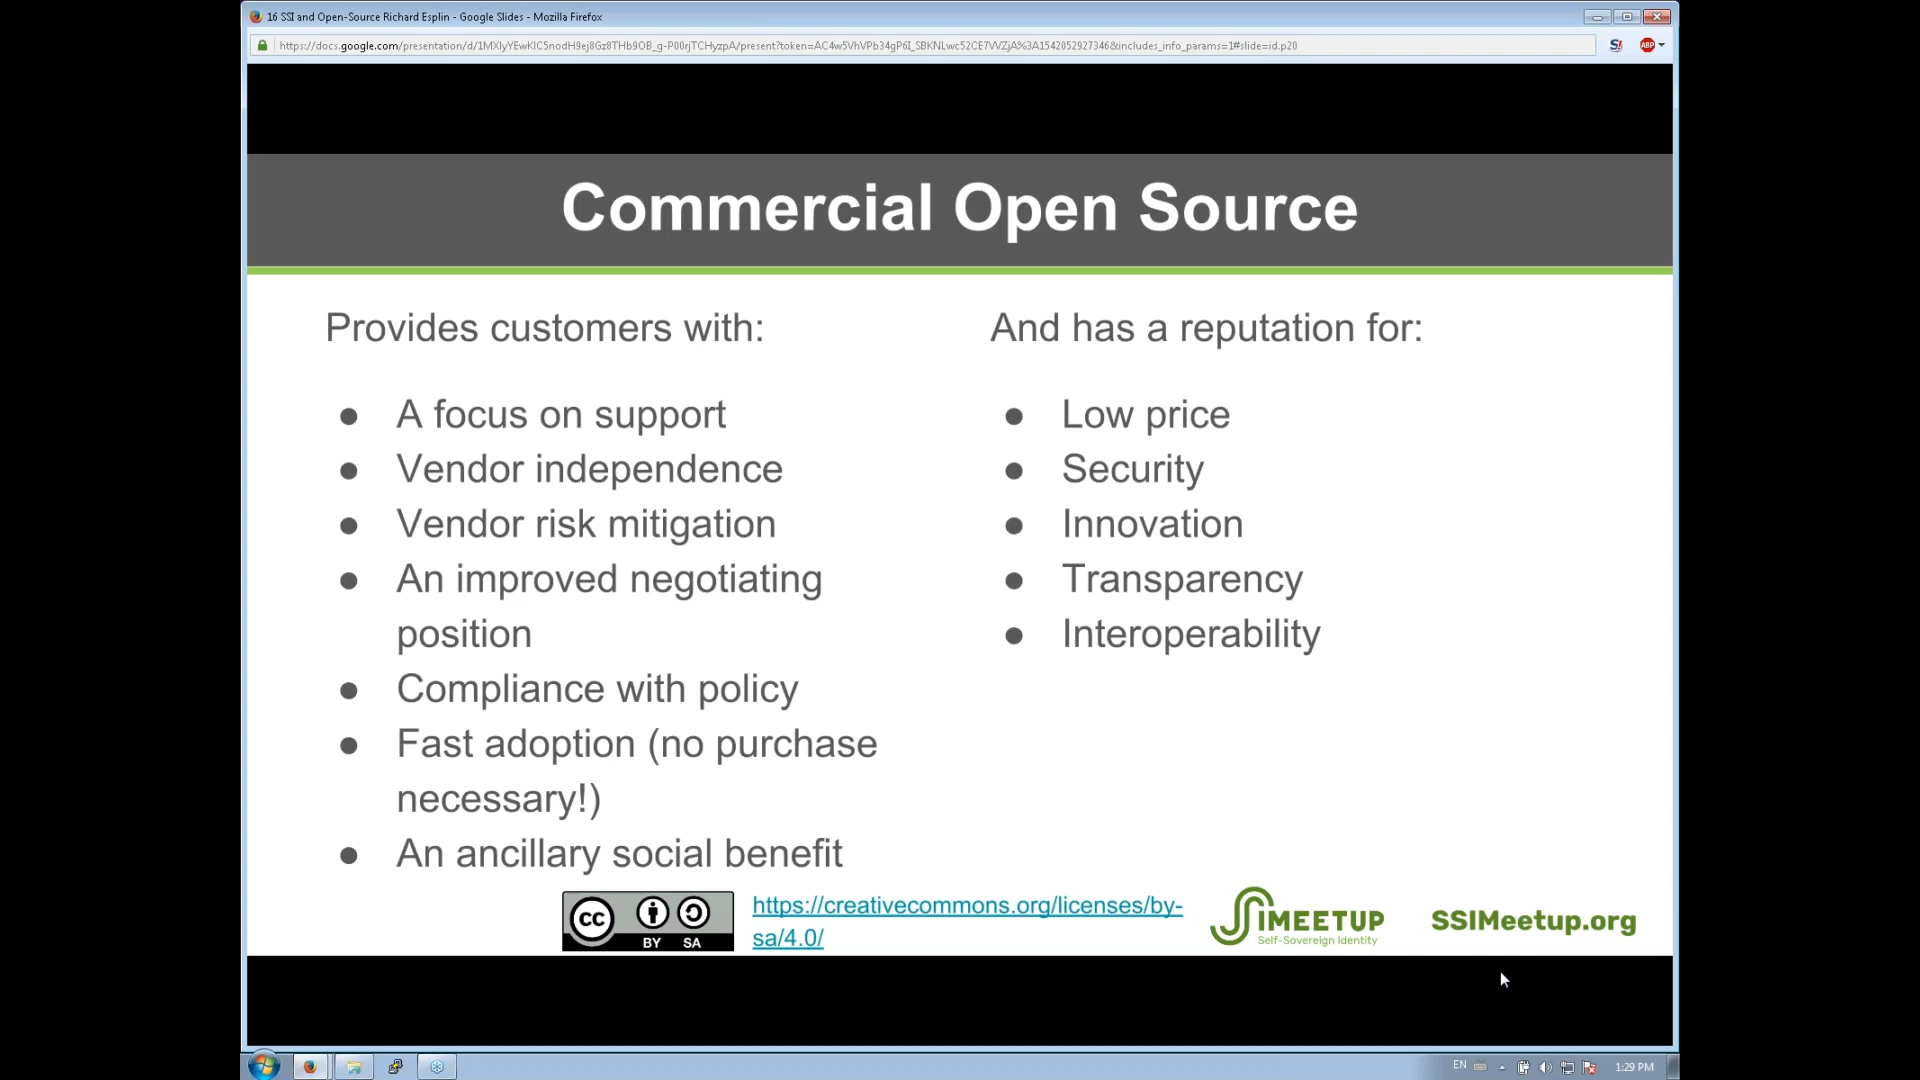 16 SSI and Open-Source Richard Esplin - Google Slides - Mozilla Firefox
Commercial Open Source
Provides customers with:
● A focus on support
● Vendor independence
● Vendor risk mitigation
● An improved negotiating
position
● Compliance with policy
● Fast adoption (no purchase
necessary!)
● An ancillary social benefit
And has a reputation for:
● Low price
● Security
● Innovation
● Transparency
● Interoperability
cc
BY SA
https://creativecommons.org/licenses/by-
sa/4.0/
SSIMEETUP
Self-Sovereign Identity
SSIMeetup.org
EN
1:29 PM